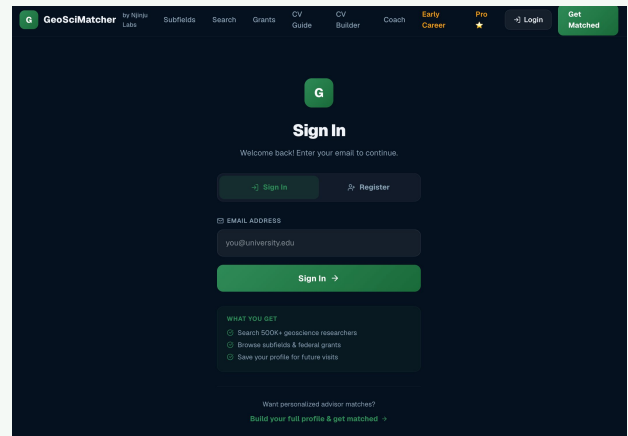 G GeoSciMatcher by Njinju Labs Subfields Search Grants CV Guide CV Builder Coach Early Career Pro ⭐ Login Get Matched
G
Sign In
Welcome back! Enter your email to continue.
Sign In Register
EMAIL ADDRESS
you@university.edu
Sign In →
WHAT YOU GET
Search 500K+ geoscience researchers
Browse subfields & federal grants
Save your profile for future visits
Want personalized advisor matches?
Build your full profile & get matched →